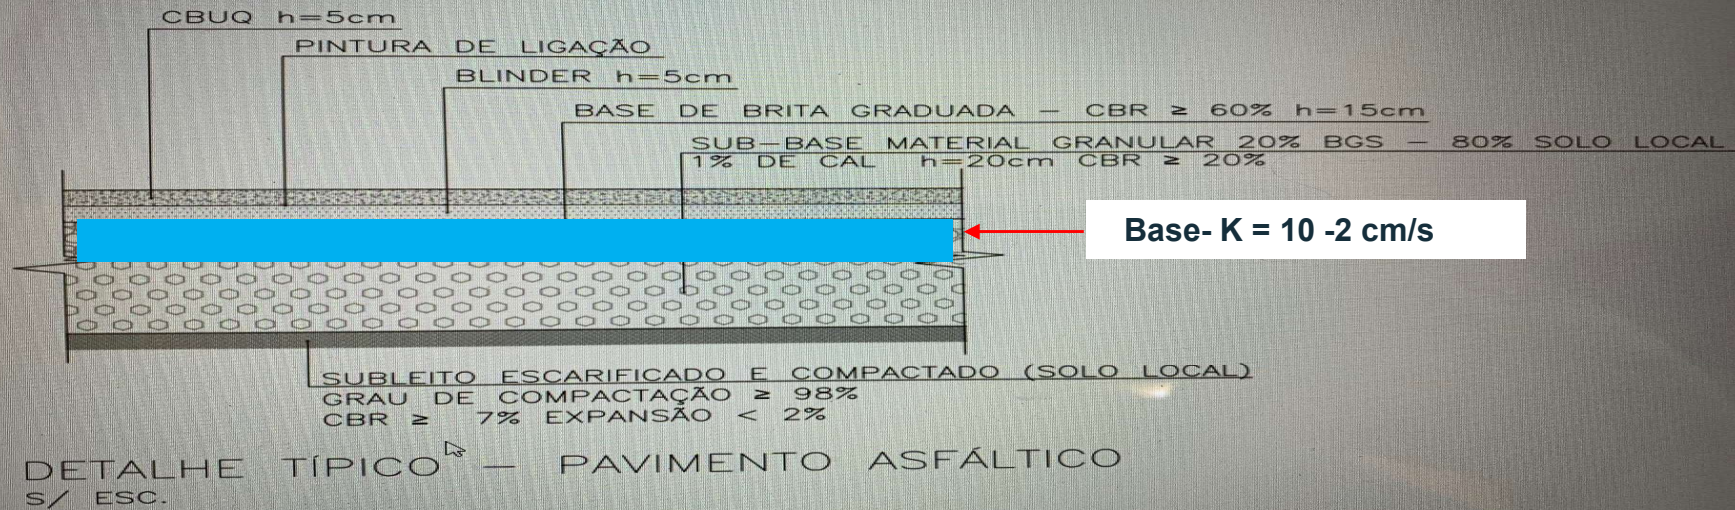 CBUQ h=5cm
PINTURA DE LIGAÇÃO
BLINDER h=5cm
BASE DE BRITA GRADUADA – CBR ≥ 60% h=15cm
SUB-BASE MATERIAL GRANULAR 20% BGS – 80% SOLO LOCAL
1% DE CAL h=20cm CBR ≥ 20%
Base- K = 10 -2 cm/s
SUBLEITO ESCARIFICADO E COMPACTADO (SOLO LOCAL)
GRAU DE COMPACTAÇÃO ≥ 98%
CBR ≥ 7% EXPANSÃO < 2%
DETALHE TÍPICO – PAVIMENTO ASFÁLTICO
S/ ESC.